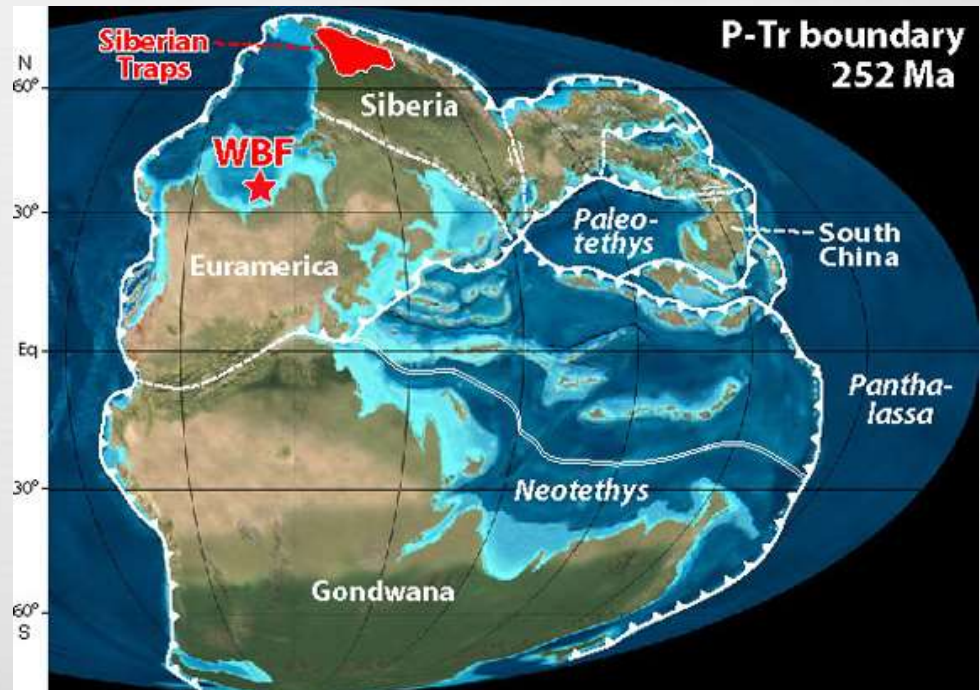 P-Tr boundary
252 Ma
Siberian
Traps
N
60°
Siberia
WBF
30°
Paleo-
tethys
South
China
Euramerica
Eq
Pantha-
lassa
30°
Neotethys
Gondwana
60°
S